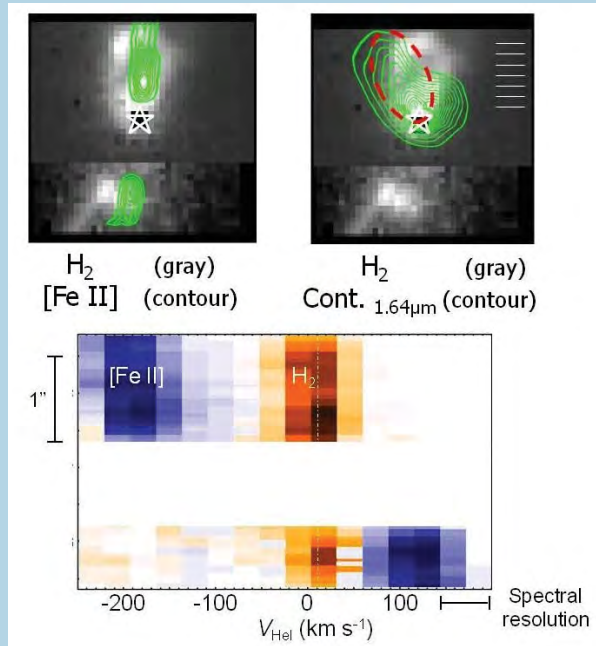 H₂ (gray)
[Fe II] (contour)
H₂ (gray)
Cont. 1.64μm (contour)
[Fe II]
H₂
1”
-200 -100 0 100
V_Hel (km s⁻¹)
Spectral
resolution